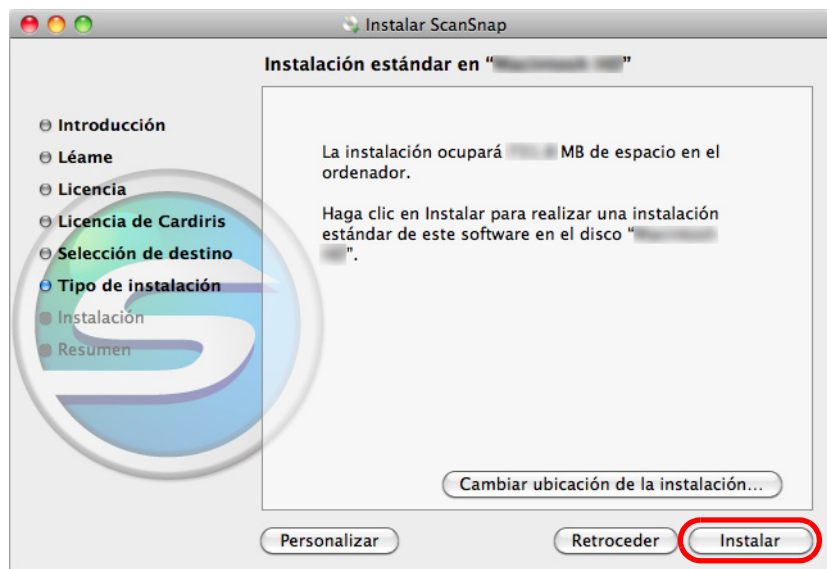 Instalar ScanSnap
Instalación estándar en “ ”
Introducción
Léame
Licencia
Licencia de Cardiris
Selección de destino
Tipo de instalación
Instalación
Resumen
La instalación ocupará MB de espacio en el
ordenador.
Haga clic en Instalar para realizar una instalación
estándar de este software en el disco “
”.
Cambiar ubicación de la instalación...
Personalizar
Retroceder
Instalar